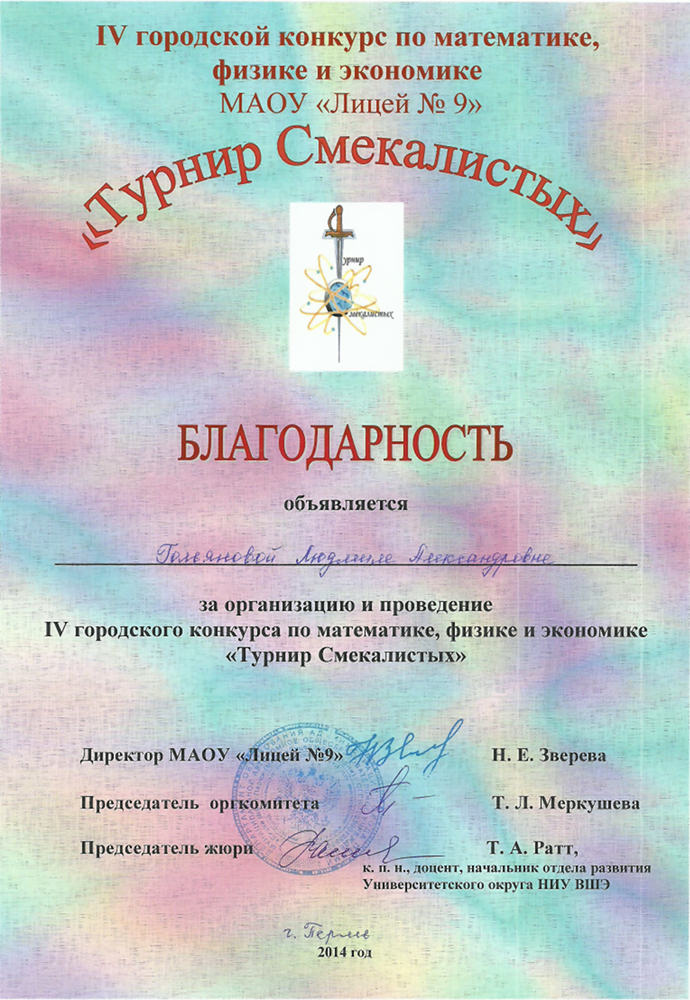 IV городской конкурс по математике,
физике и экономике
МАОУ «Лицей № 9»
«Турнир Смекалистых»
Турнир
Смекалистых
БЛАГОДАРНОСТЬ
объявляется
Гольяновой Людмиле Александровне
за организацию и проведение
IV городского конкурса по математике, физике и экономике
«Турнир Смекалистых»
Директор МАОУ «Лицей №9» Н. Е. Зверева
Председатель оргкомитета Т. Л. Меркушева
Председатель жюри Т. А. Ратт,
к. п. н., доцент, начальник отдела развития
Университетского округа НИУ ВШЭ
г. Пермь
2014 год